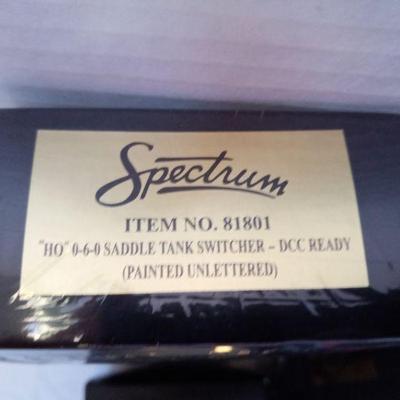 Spectrum
ITEM NO. 81801
"HO" 0-6-0 SADDLE TANK SWITCHER – DCC READY
(PAINTED UNLETTERED)